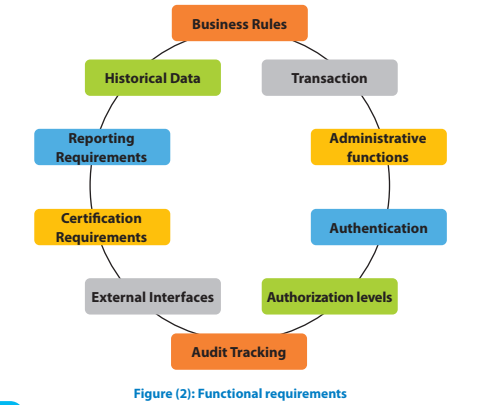 Business Rules
Historical Data
Transaction
Reporting
Requirements
Administrative
functions
Certification
Requirements
Authentication
External Interfaces
Authorization levels
Audit Tracking
Figure (2): Functional requirements